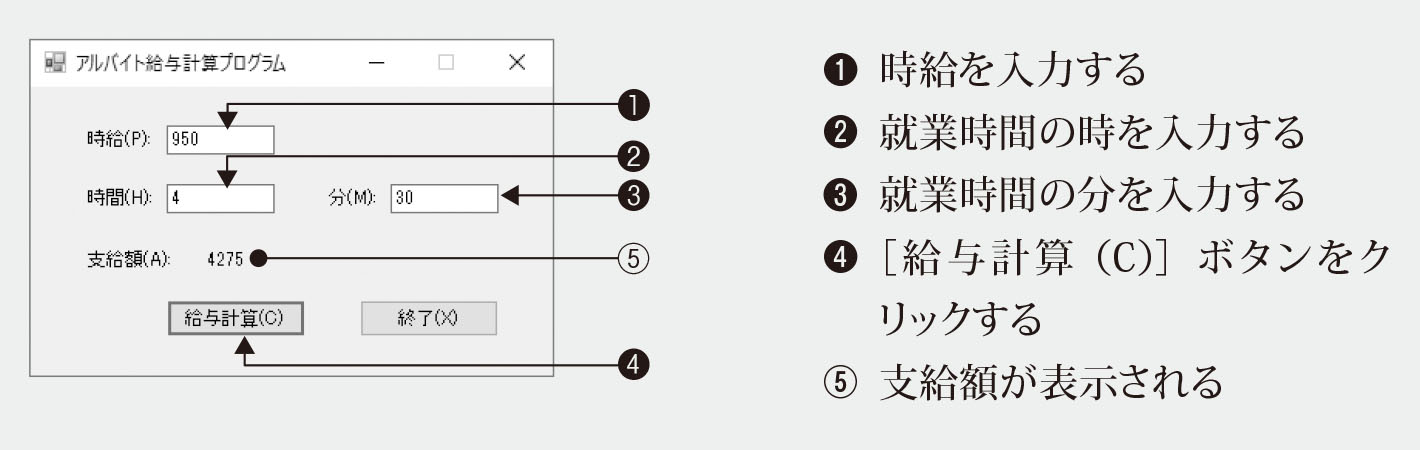 アルバイト給与計算プログラム
❶
時給(P): 950
❷
時間(H): 4 分(M): 30
❸
支給額(A): 4275
⑤
給与計算(C) 終了(X)
❹
❶ 時給を入力する
❷ 就業時間の時を入力する
❸ 就業時間の分を入力する
❹ [給与計算(C)]ボタンをク
リックする
⑤ 支給額が表示される